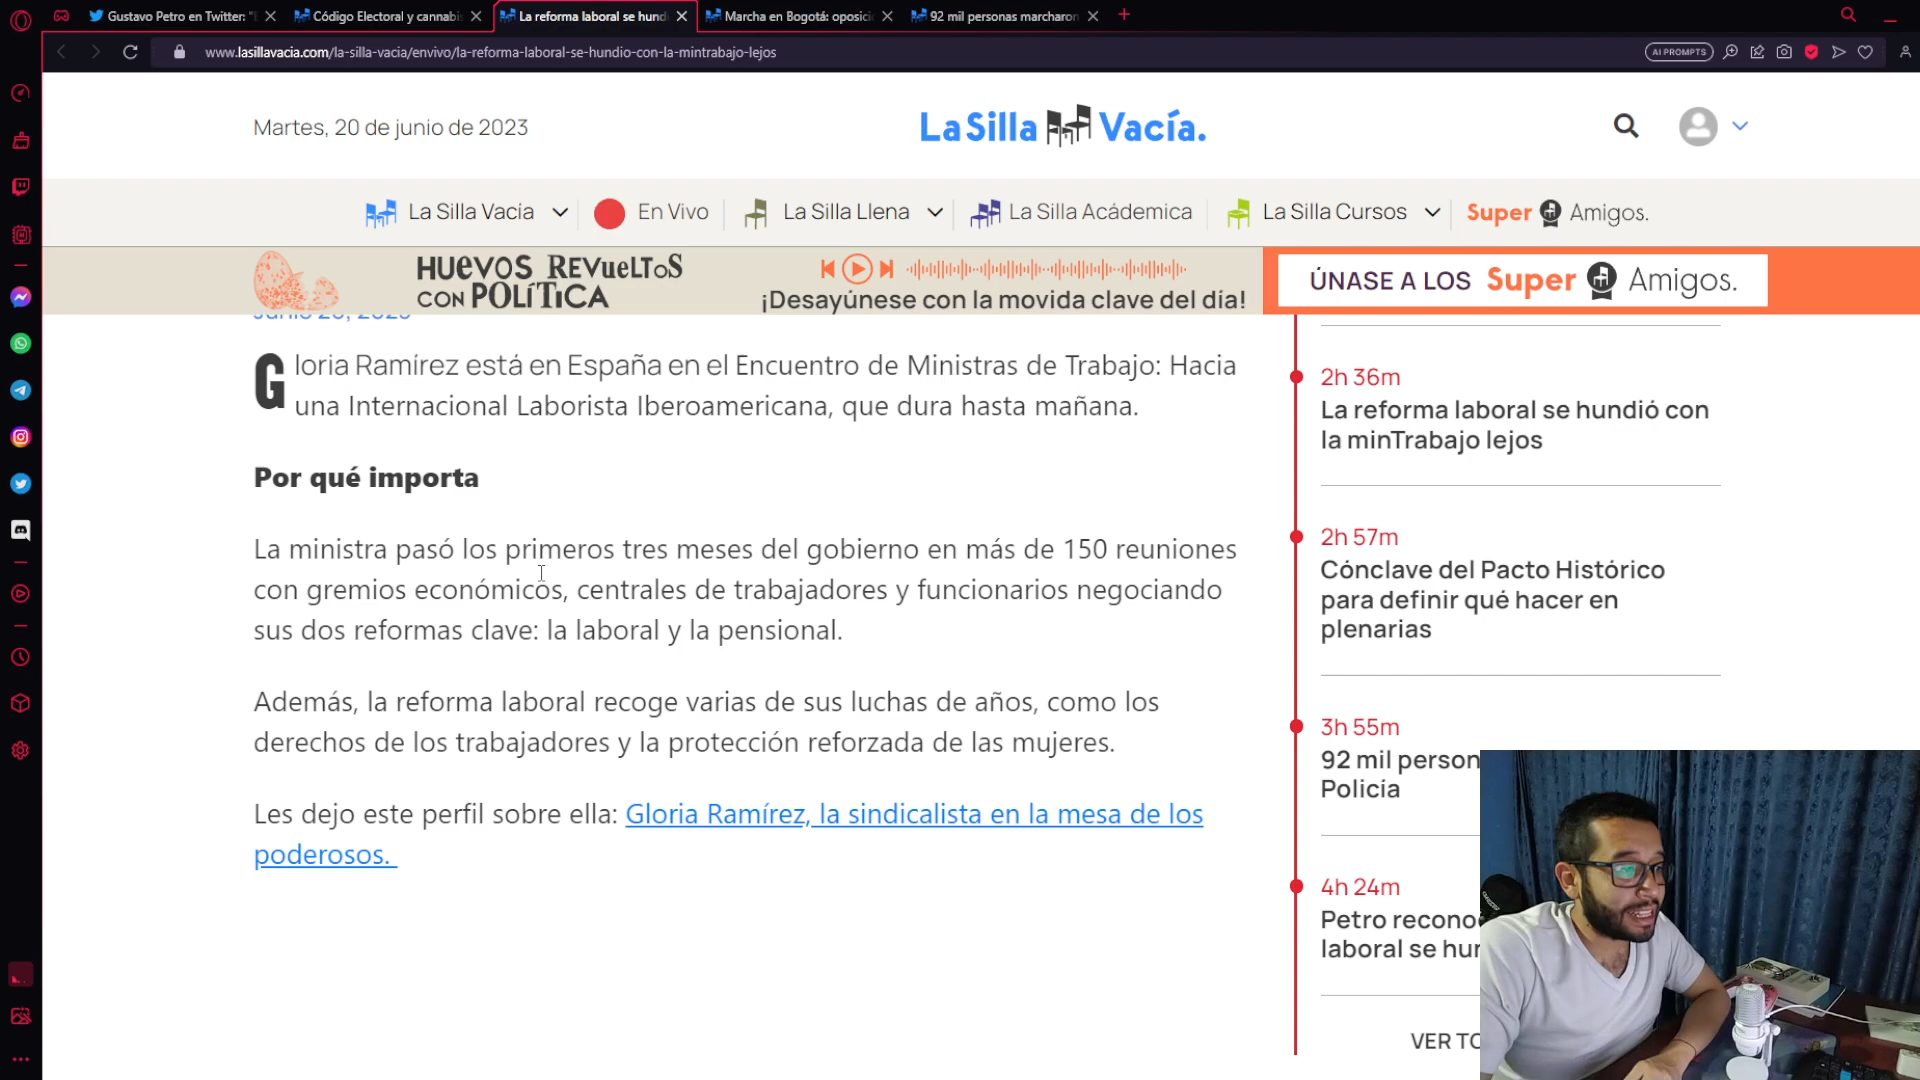 Gustavo Petro en Twitter: "E
Código Electoral y cannabis
La reforma laboral se hund
Marcha en Bogotá: oposici
92 mil personas marcharon
www.lasillavacia.com/la-silla-vacia/envivo/la-reforma-laboral-se-hundio-con-la-mintrabajo-lejos
AI PROMPTS
Martes, 20 de junio de 2023
La Silla Vacía.
La Silla Vacía
En Vivo
La Silla Llena
La Silla Acádemica
La Silla Cursos
Super Amigos.
HUEVOS REVUELTOS
CON POLÍTICA
¡Desayúnese con la movida clave del día!
ÚNASE A LOS Super Amigos.
Gloria Ramírez está en España en el Encuentro de Ministras de Trabajo: Hacia
una Internacional Laborista Iberoamericana, que dura hasta mañana.
Por qué importa
La ministra pasó los primeros tres meses del gobierno en más de 150 reuniones
con gremios económicos, centrales de trabajadores y funcionarios negociando
sus dos reformas clave: la laboral y la pensional.
Además, la reforma laboral recoge varias de sus luchas de años, como los
derechos de los trabajadores y la protección reforzada de las mujeres.
Les dejo este perfil sobre ella: Gloria Ramírez, la sindicalista en la mesa de los
poderosos.
2h 36m
La reforma laboral se hundió con
la minTrabajo lejos
2h 57m
Cónclave del Pacto Histórico
para definir qué hacer en
plenarias
3h 55m
92 mil person
Policía
4h 24m
Petro recono
laboral se hun
VER TO